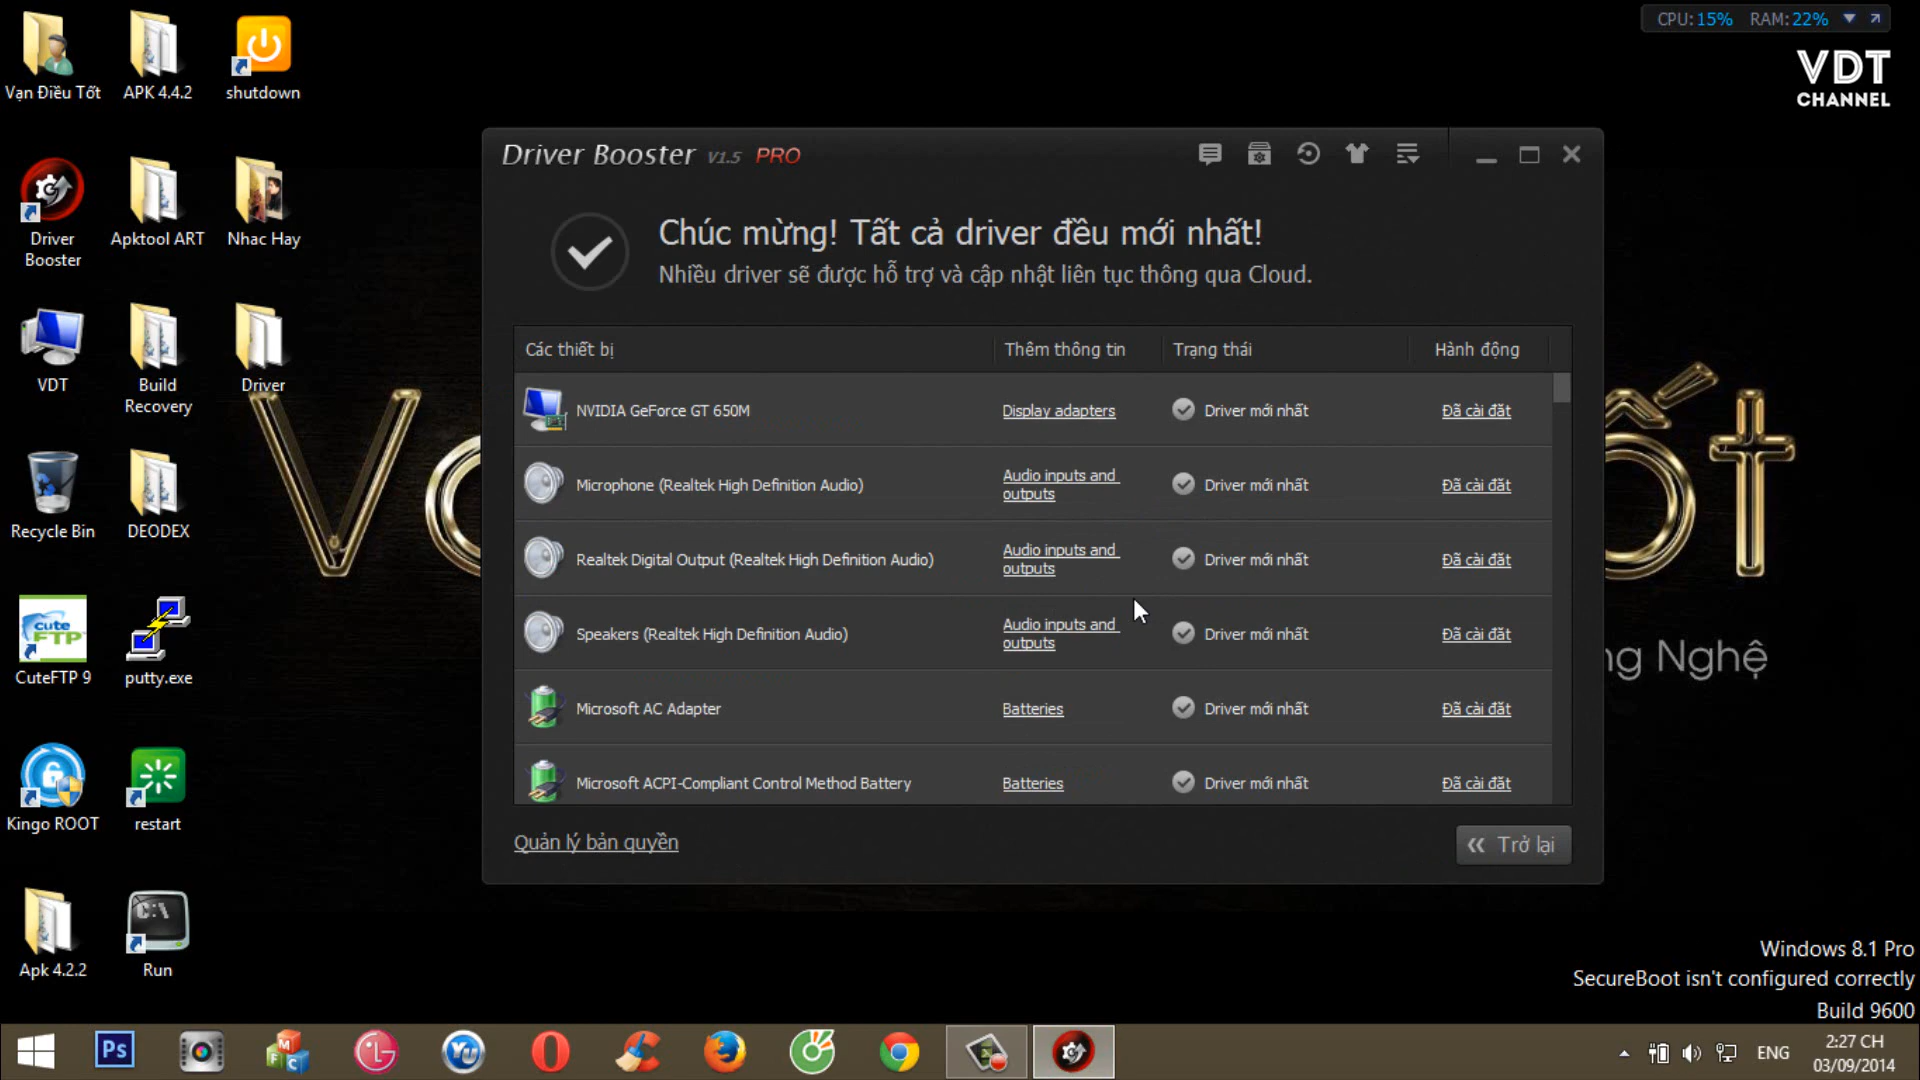 CPU: 15% RAM: 22%
VDT
CHANNEL
Vạn Điều Tốt
APK 4.4.2
shutdown
Driver Booster
Apktool ART
Nhac Hay
VDT
Build Recovery
Driver
Recycle Bin
DEODEX
cute
FTP
CuteFTP 9
putty.exe
Kingo ROOT
restart
Apk 4.2.2
C:\
Run
Driver Booster V1.5 PRO
Chúc mừng! Tất cả driver đều mới nhất!
Nhiều driver sẽ được hỗ trợ và cập nhật liên tục thông qua Cloud.
Các thiết bị Thêm thông tin Trạng thái Hành động
NVIDIA GeForce GT 650M Display adapters Driver mới nhất Đã cài đặt
Microphone (Realtek High Definition Audio) Audio inputs and outputs Driver mới nhất Đã cài đặt
Realtek Digital Output (Realtek High Definition Audio) Audio inputs and outputs Driver mới nhất Đã cài đặt
Speakers (Realtek High Definition Audio) Audio inputs and outputs Driver mới nhất Đã cài đặt
Microsoft AC Adapter Batteries Driver mới nhất Đã cài đặt
Microsoft ACPI-Compliant Control Method Battery Batteries Driver mới nhất Đã cài đặt
Quản lý bản quyền
Trở lại
ng Nghệ
Windows 8.1 Pro
SecureBoot isn't configured correctly
Build 9600
Ps
ENG
2:27 CH
03/09/2014